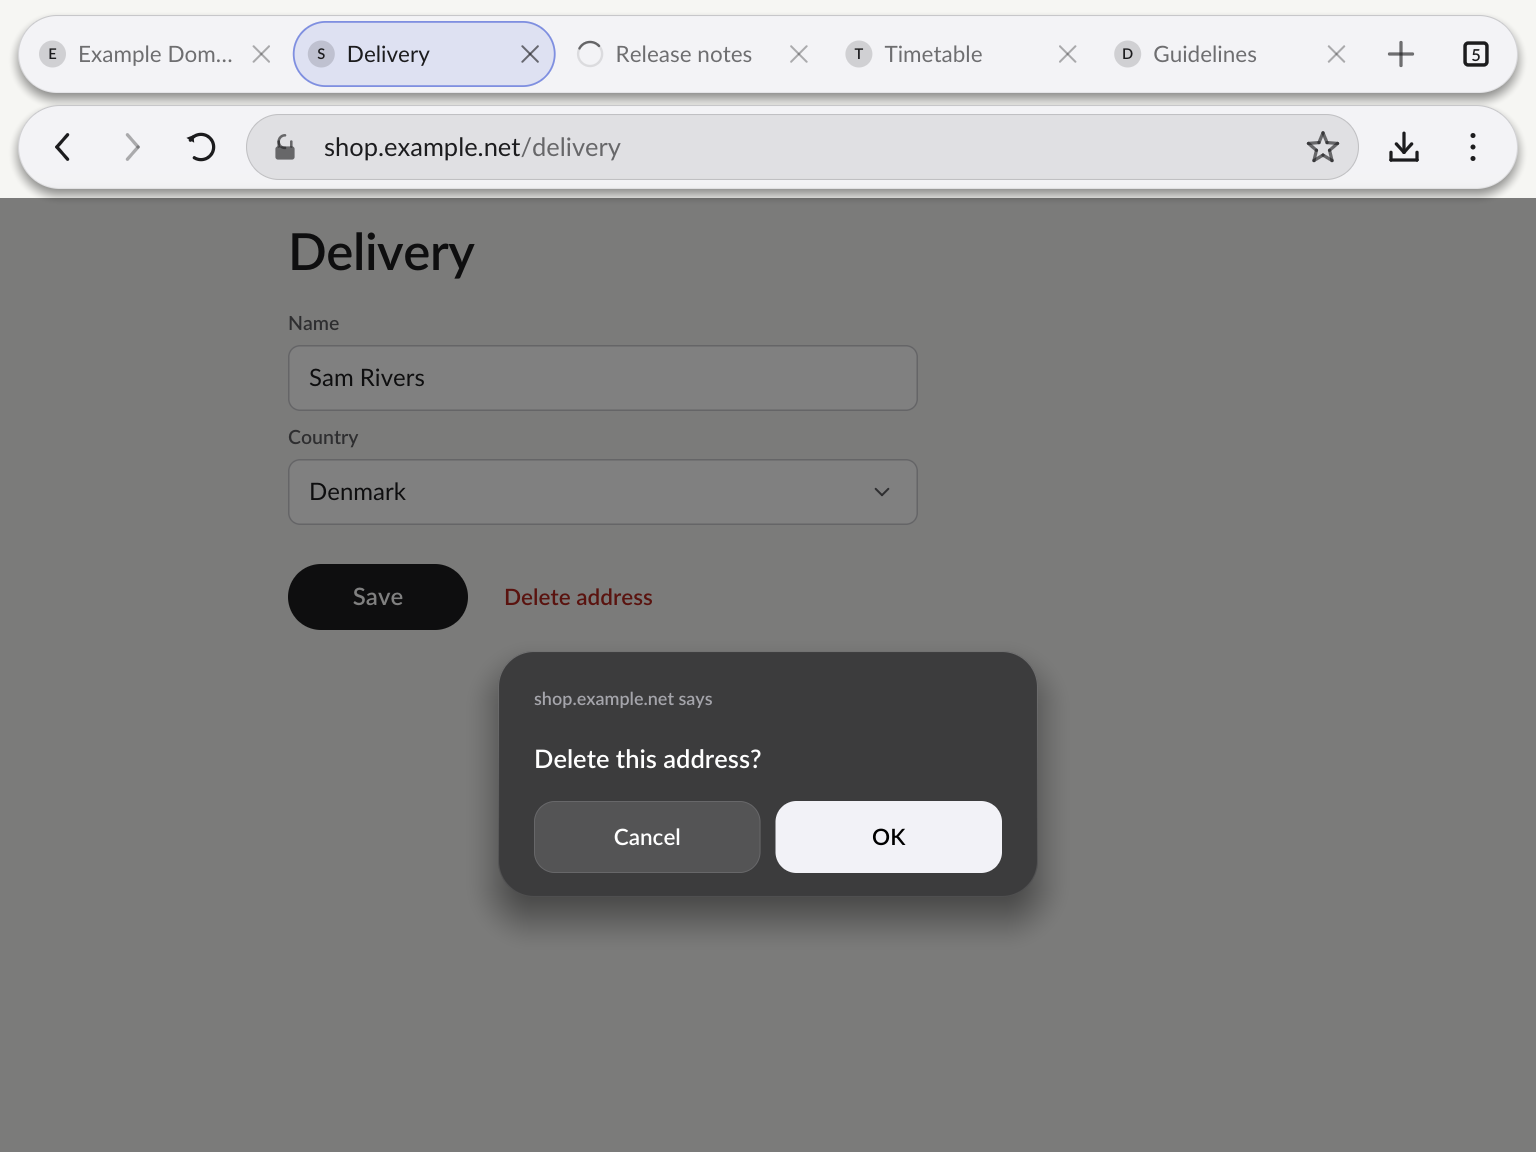 E Example Dom... S Delivery Release notes T Timetable D Guidelines 5
shop.example.net/delivery
Delivery
Name
Sam Rivers
Country
Denmark
Save Delete address
shop.example.net says
Delete this address?
Cancel OK